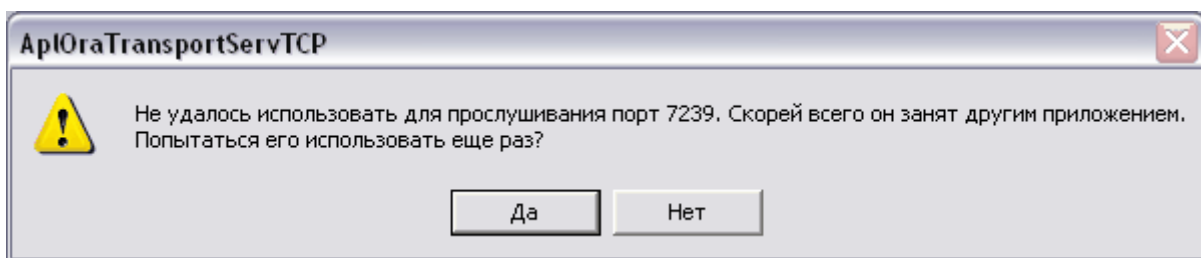 AplOraTransportServTCP
Не удалось использовать для прослушивания порт 7239. Скорей всего он занят другим приложением.
Попытаться его использовать еще раз?
Да
Нет